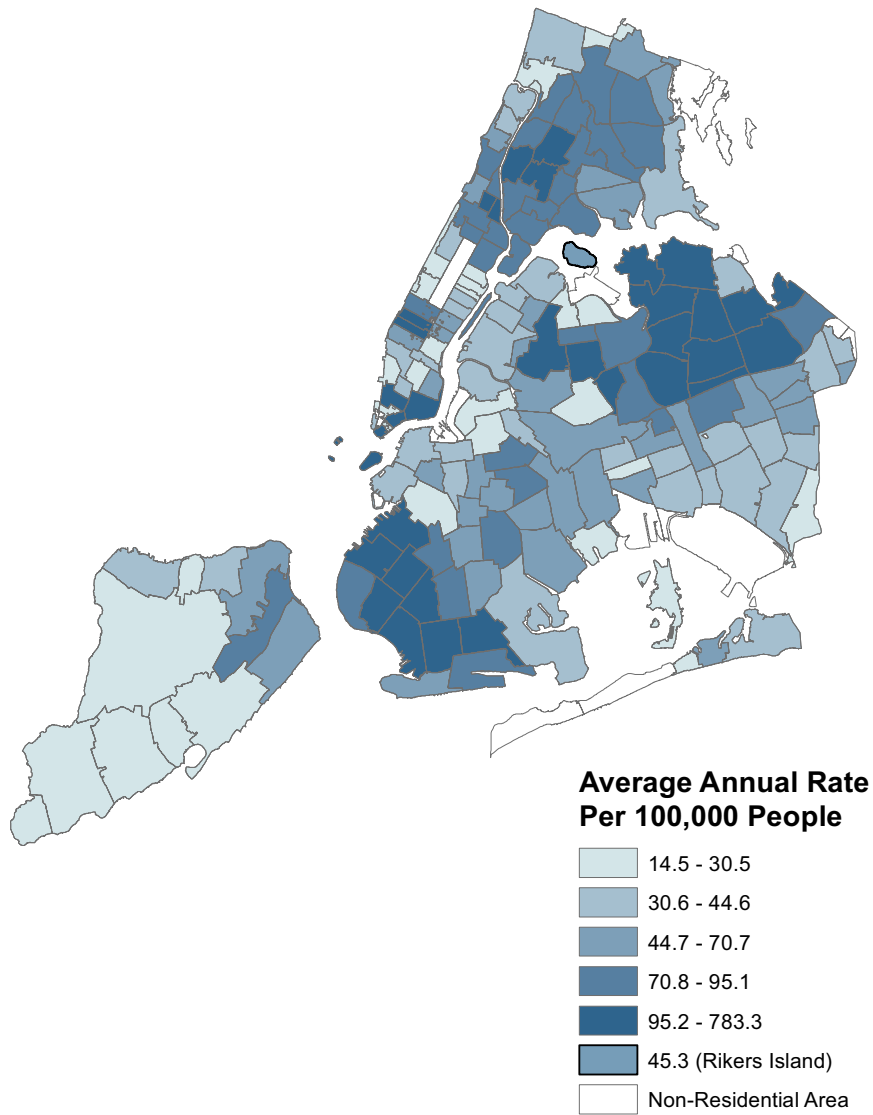 Average Annual Rate
Per 100,000 People
14.5 - 30.5
30.6 - 44.6
44.7 - 70.7
70.8 - 95.1
95.2 - 783.3
45.3 (Rikers Island)
Non-Residential Area